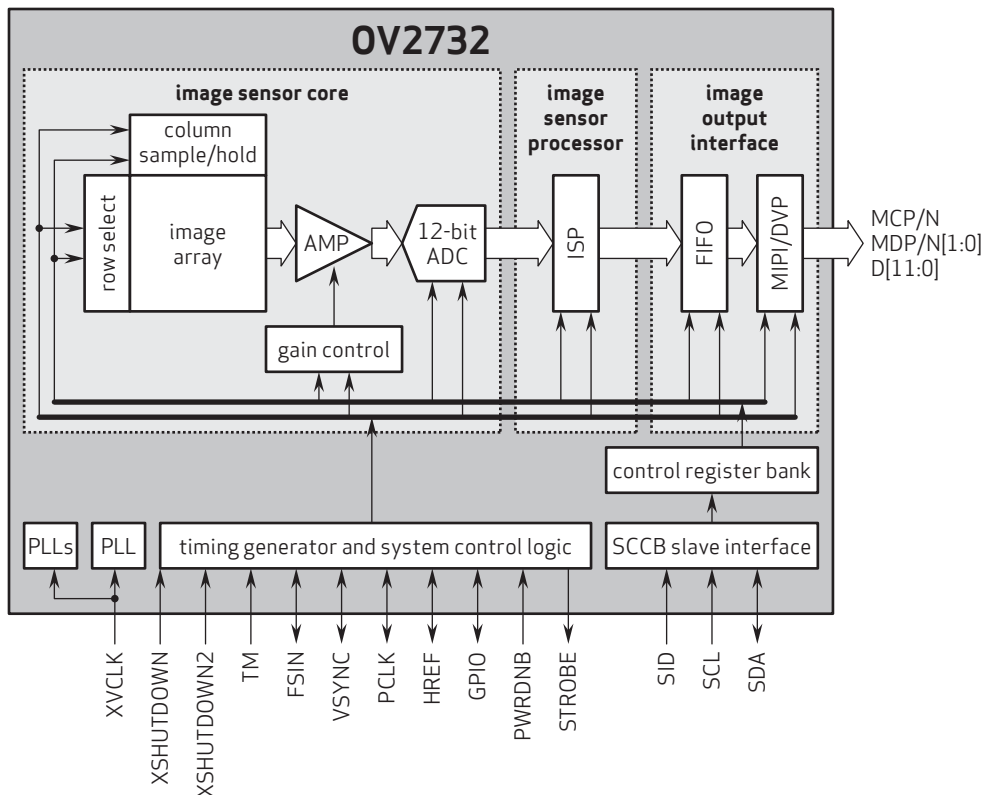 OV2732
image sensor core
image
sensor
processor
image
output
interface
column
sample/hold
row select
image
array
AMP
12-bit
ADC
gain control
ISP
FIFO
MIPI/DVP
MCP/N
MDP/N[1:0]
D[11:0]
control register bank
PLLs
PLL
timing generator and system control logic
SCCB slave interface
XVCLK
XSHUTDOWN
XSHUTDOWN2
TM
FSIN
VSYNC
PCLK
HREF
GPIO
PWRDNB
STROBE
SID
SCL
SDA